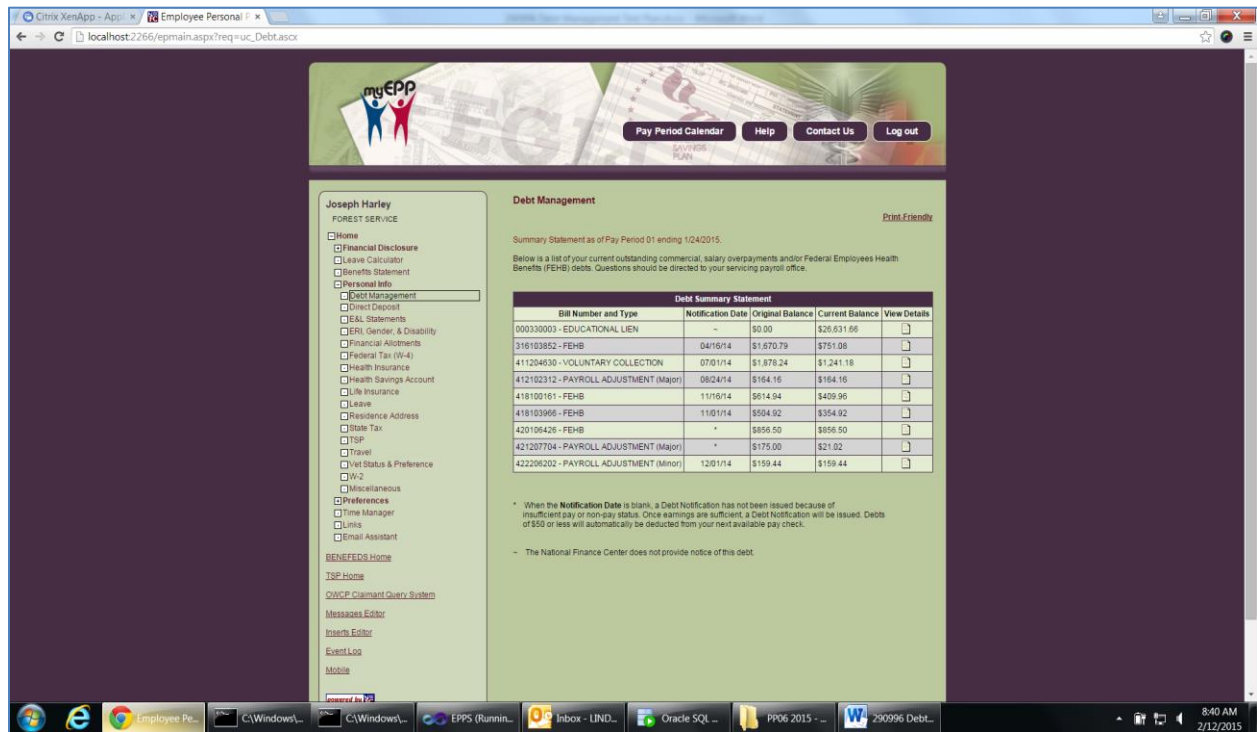 Citrix XenApp - Appl
Employee Personal P
localhost:2266/epmain.aspx?req=uc_Debt.ascx
myEPP
Pay Period Calendar
Help
Contact Us
Log out
SAVINGS
PLAN
Joseph Harley
FOREST SERVICE
Home
Financial Disclosure
Leave Calculator
Benefits Statement
Personal Info
Debt Management
Direct Deposit
E&L Statements
ERI, Gender, & Disability
Financial Allotments
Federal Tax (W-4)
Health Insurance
Health Savings Account
Life Insurance
Leave
Residence Address
State Tax
TSP
Travel
Vet Status & Preference
W-2
Miscellaneous
Preferences
Time Manager
Links
Email Assistant
BENEFEDS Home
TSP Home
OWCP Claimant Query System
Messages Editor
Inserts Editor
Event Log
Mobile
powered by
Debt Management
Print-Friendly
Summary Statement as of Pay Period 01 ending 1/24/2015.
Below is a list of your current outstanding commercial, salary overpayments and/or Federal Employees Health
Benefits (FEHB) debts. Questions should be directed to your servicing payroll office.
Debt Summary Statement
Bill Number and Type Notification Date Original Balance Current Balance View Details
000330003 - EDUCATIONAL LIEN ~ $0.00 $26,631.66
316103852 - FEHB 04/16/14 $1,670.79 $751.08
411204630 - VOLUNTARY COLLECTION 07/01/14 $1,878.24 $1,241.18
412102312 - PAYROLL ADJUSTMENT (Major) 08/24/14 $164.16 $164.16
418100161 - FEHB 11/16/14 $614.94 $409.96
418103966 - FEHB 11/01/14 $504.92 $354.92
420106426 - FEHB * $856.50 $856.50
421207704 - PAYROLL ADJUSTMENT (Major) * $175.00 $21.02
422206202 - PAYROLL ADJUSTMENT (Minor) 12/01/14 $159.44 $159.44
* When the Notification Date is blank, a Debt Notification has not been issued because of
insufficient pay or non-pay status. Once earnings are sufficient, a Debt Notification will be issued. Debts
of $50 or less will automatically be deducted from your next available pay check.
~ The National Finance Center does not provide notice of this debt.
Employee Pe...
C:\Windows\...
C:\Windows\...
EPPS (Runnin...
Inbox - LIND...
Oracle SQL ...
PP06 2015 - ...
290996 Debt...
8:40 AM
2/12/2015